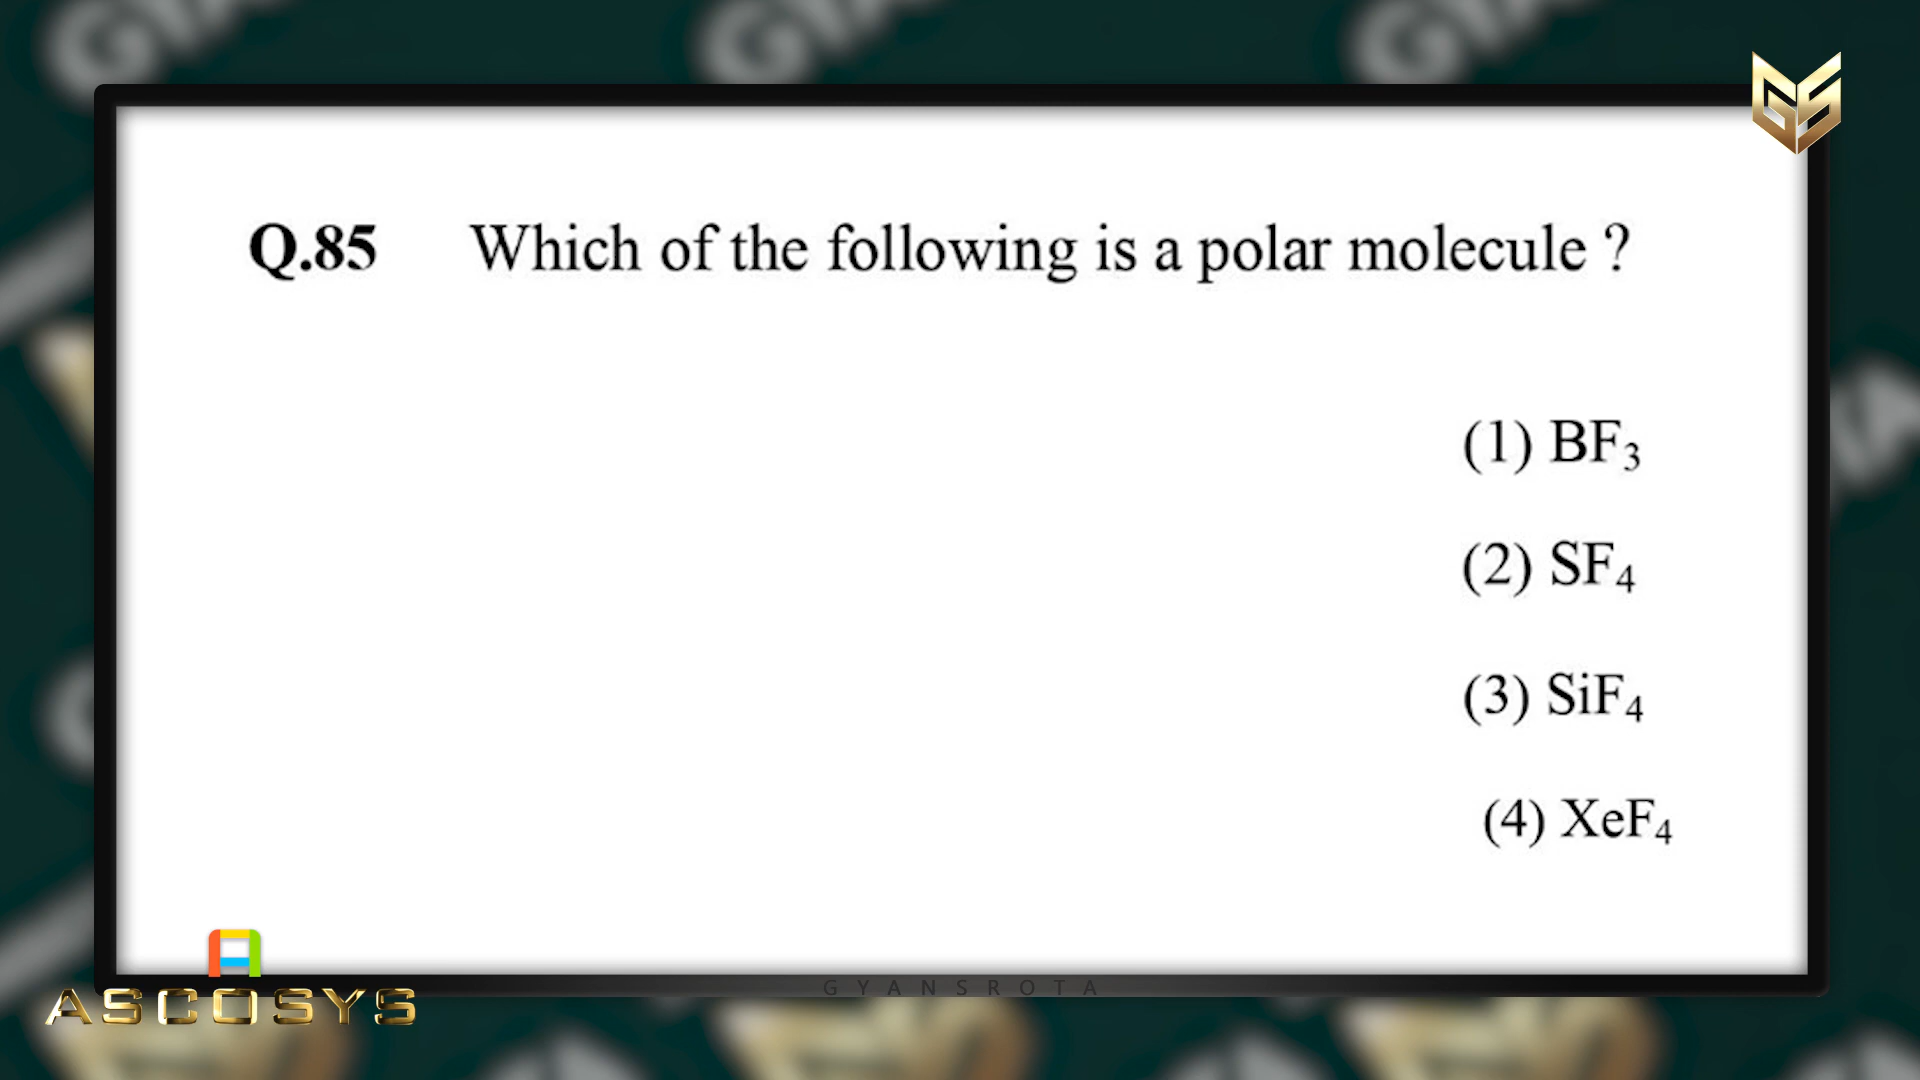 Q.85 Which of the following is a polar molecule ?
(1) BF₃
(2) SF₄
(3) SiF₄
(4) XeF₄
GYANSROTA
ASCOSYS